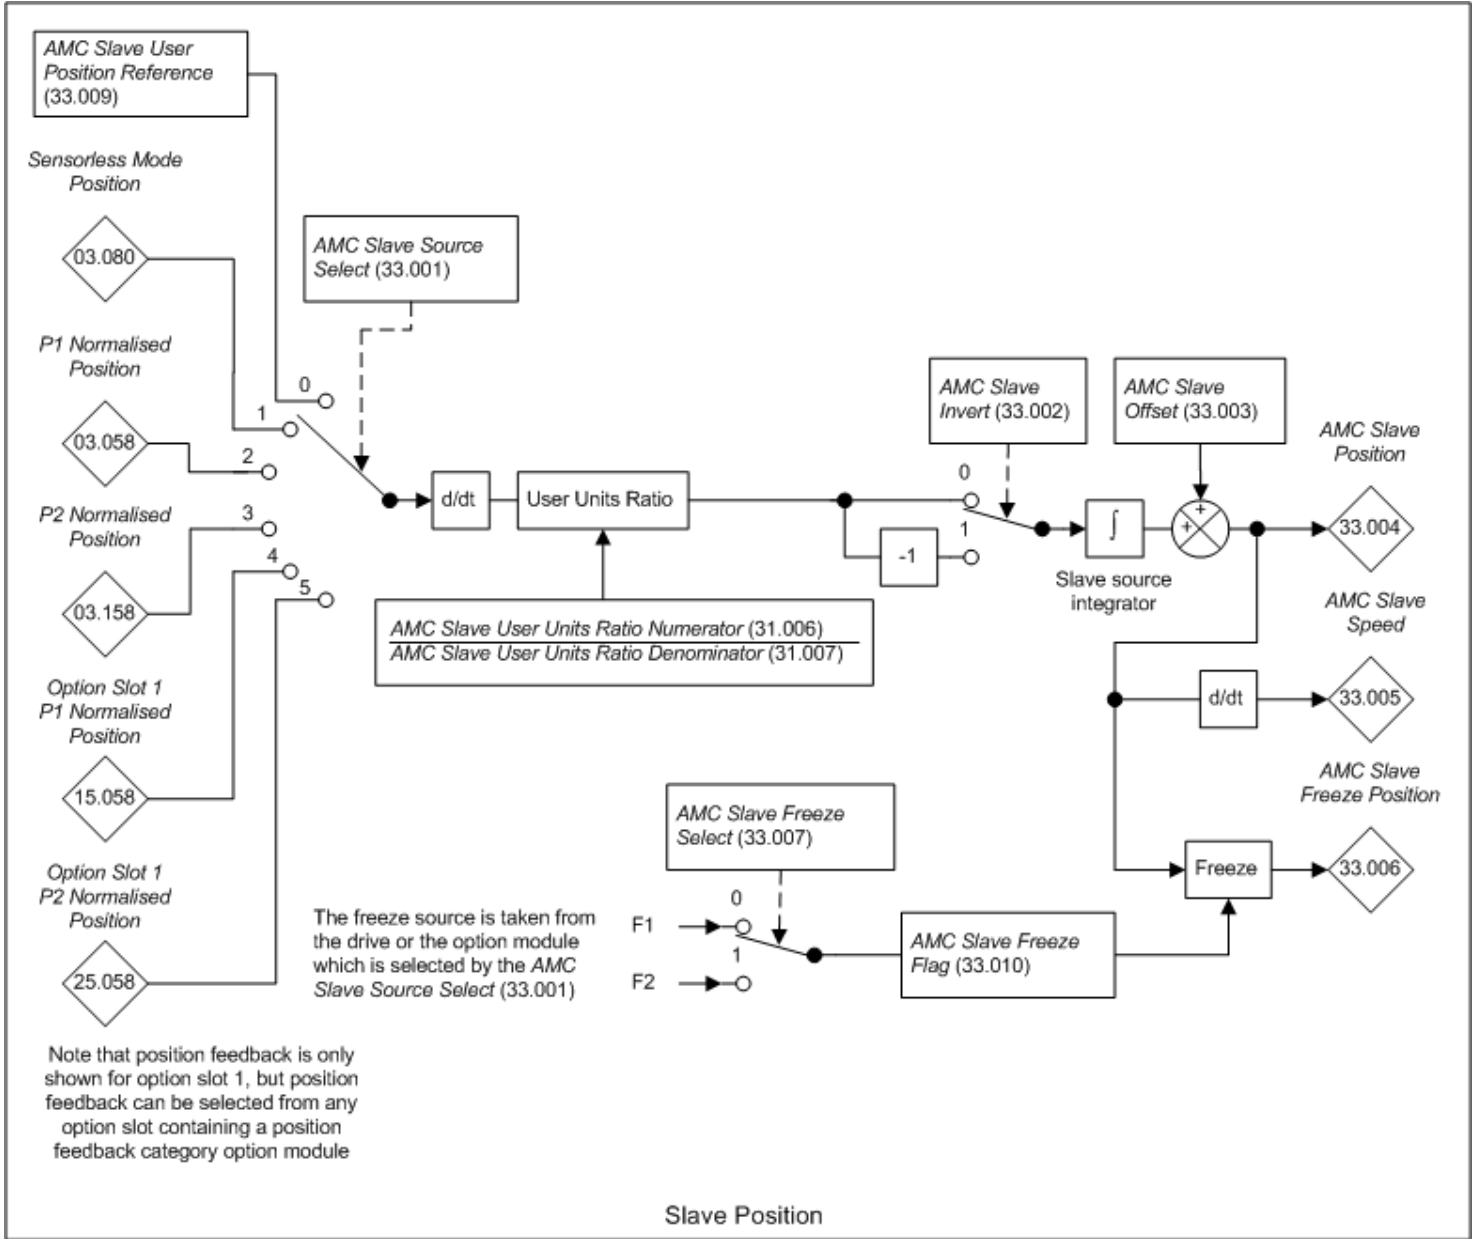 AMC Slave User
Position Reference
(33.009)
Sensorless Mode
Position
03.080
AMC Slave Source
Select (33.001)
P1 Normalised
Position
03.058
P2 Normalised
Position
03.158
Option Slot 1
P1 Normalised
Position
15.058
Option Slot 1
P2 Normalised
Position
25.058
0
1
2
3
4
5
d/dt
User Units Ratio
AMC Slave User Units Ratio Numerator (31.006)
AMC Slave User Units Ratio Denominator (31.007)
AMC Slave
Invert (33.002)
0
1
-1
∫
Slave source
integrator
AMC Slave
Offset (33.003)
+
+
AMC Slave
Position
33.004
AMC Slave
Speed
d/dt
33.005
AMC Slave
Freeze Position
Freeze
33.006
AMC Slave Freeze
Select (33.007)
The freeze source is taken from
the drive or the option module
which is selected by the AMC
Slave Source Select (33.001)
F1
F2
0
1
AMC Slave Freeze
Flag (33.010)
Note that position feedback is only
shown for option slot 1, but position
feedback can be selected from any
option slot containing a position
feedback category option module
Slave Position